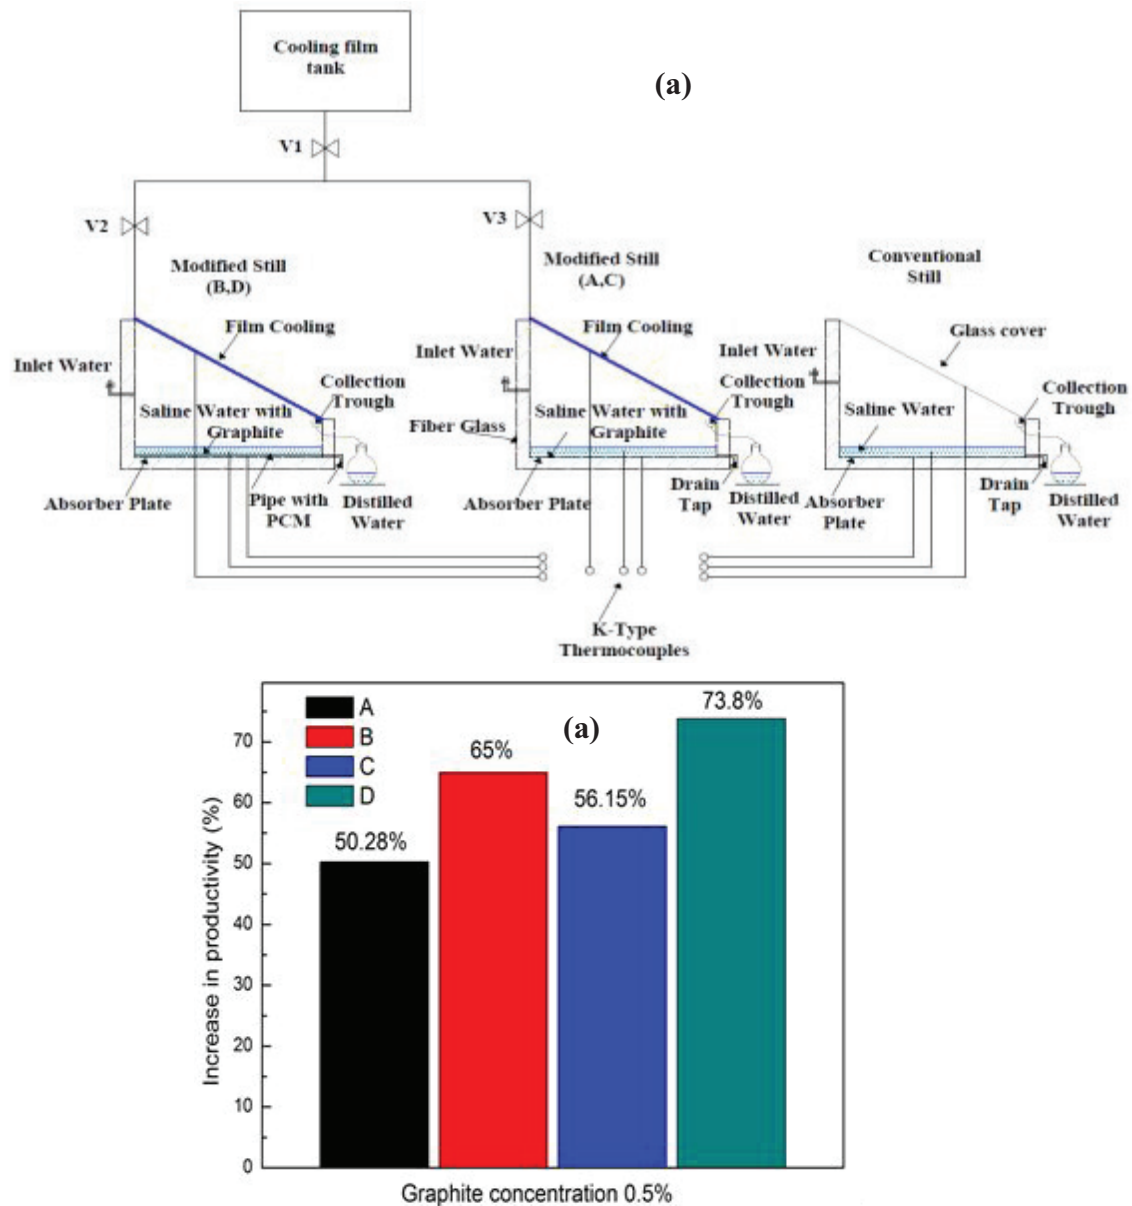 Cooling film
tank
(a)
V1
V2
V3
Modified Still
(B,D)
Modified Still
(A,C)
Conventional
Still
Film Cooling
Film Cooling
Glass cover
Inlet Water
Inlet Water
Inlet Water
Collection
Trough
Collection
Trough
Collection
Trough
Saline Water with
Graphite
Saline Water with
Graphite
Saline Water
Fiber Glass
Absorber Plate
Pipe with
PCM
Distilled
Water
Absorber Plate
Drain
Tap
Distilled
Water
Absorber
Plate
Drain
Tap
Distilled
Water
K-Type
Thermocouples
A
B
C
D
(a)
50.28%
65%
56.15%
73.8%
Increase in productivity (%)
70
60
50
40
30
20
10
0
Graphite concentration 0.5%